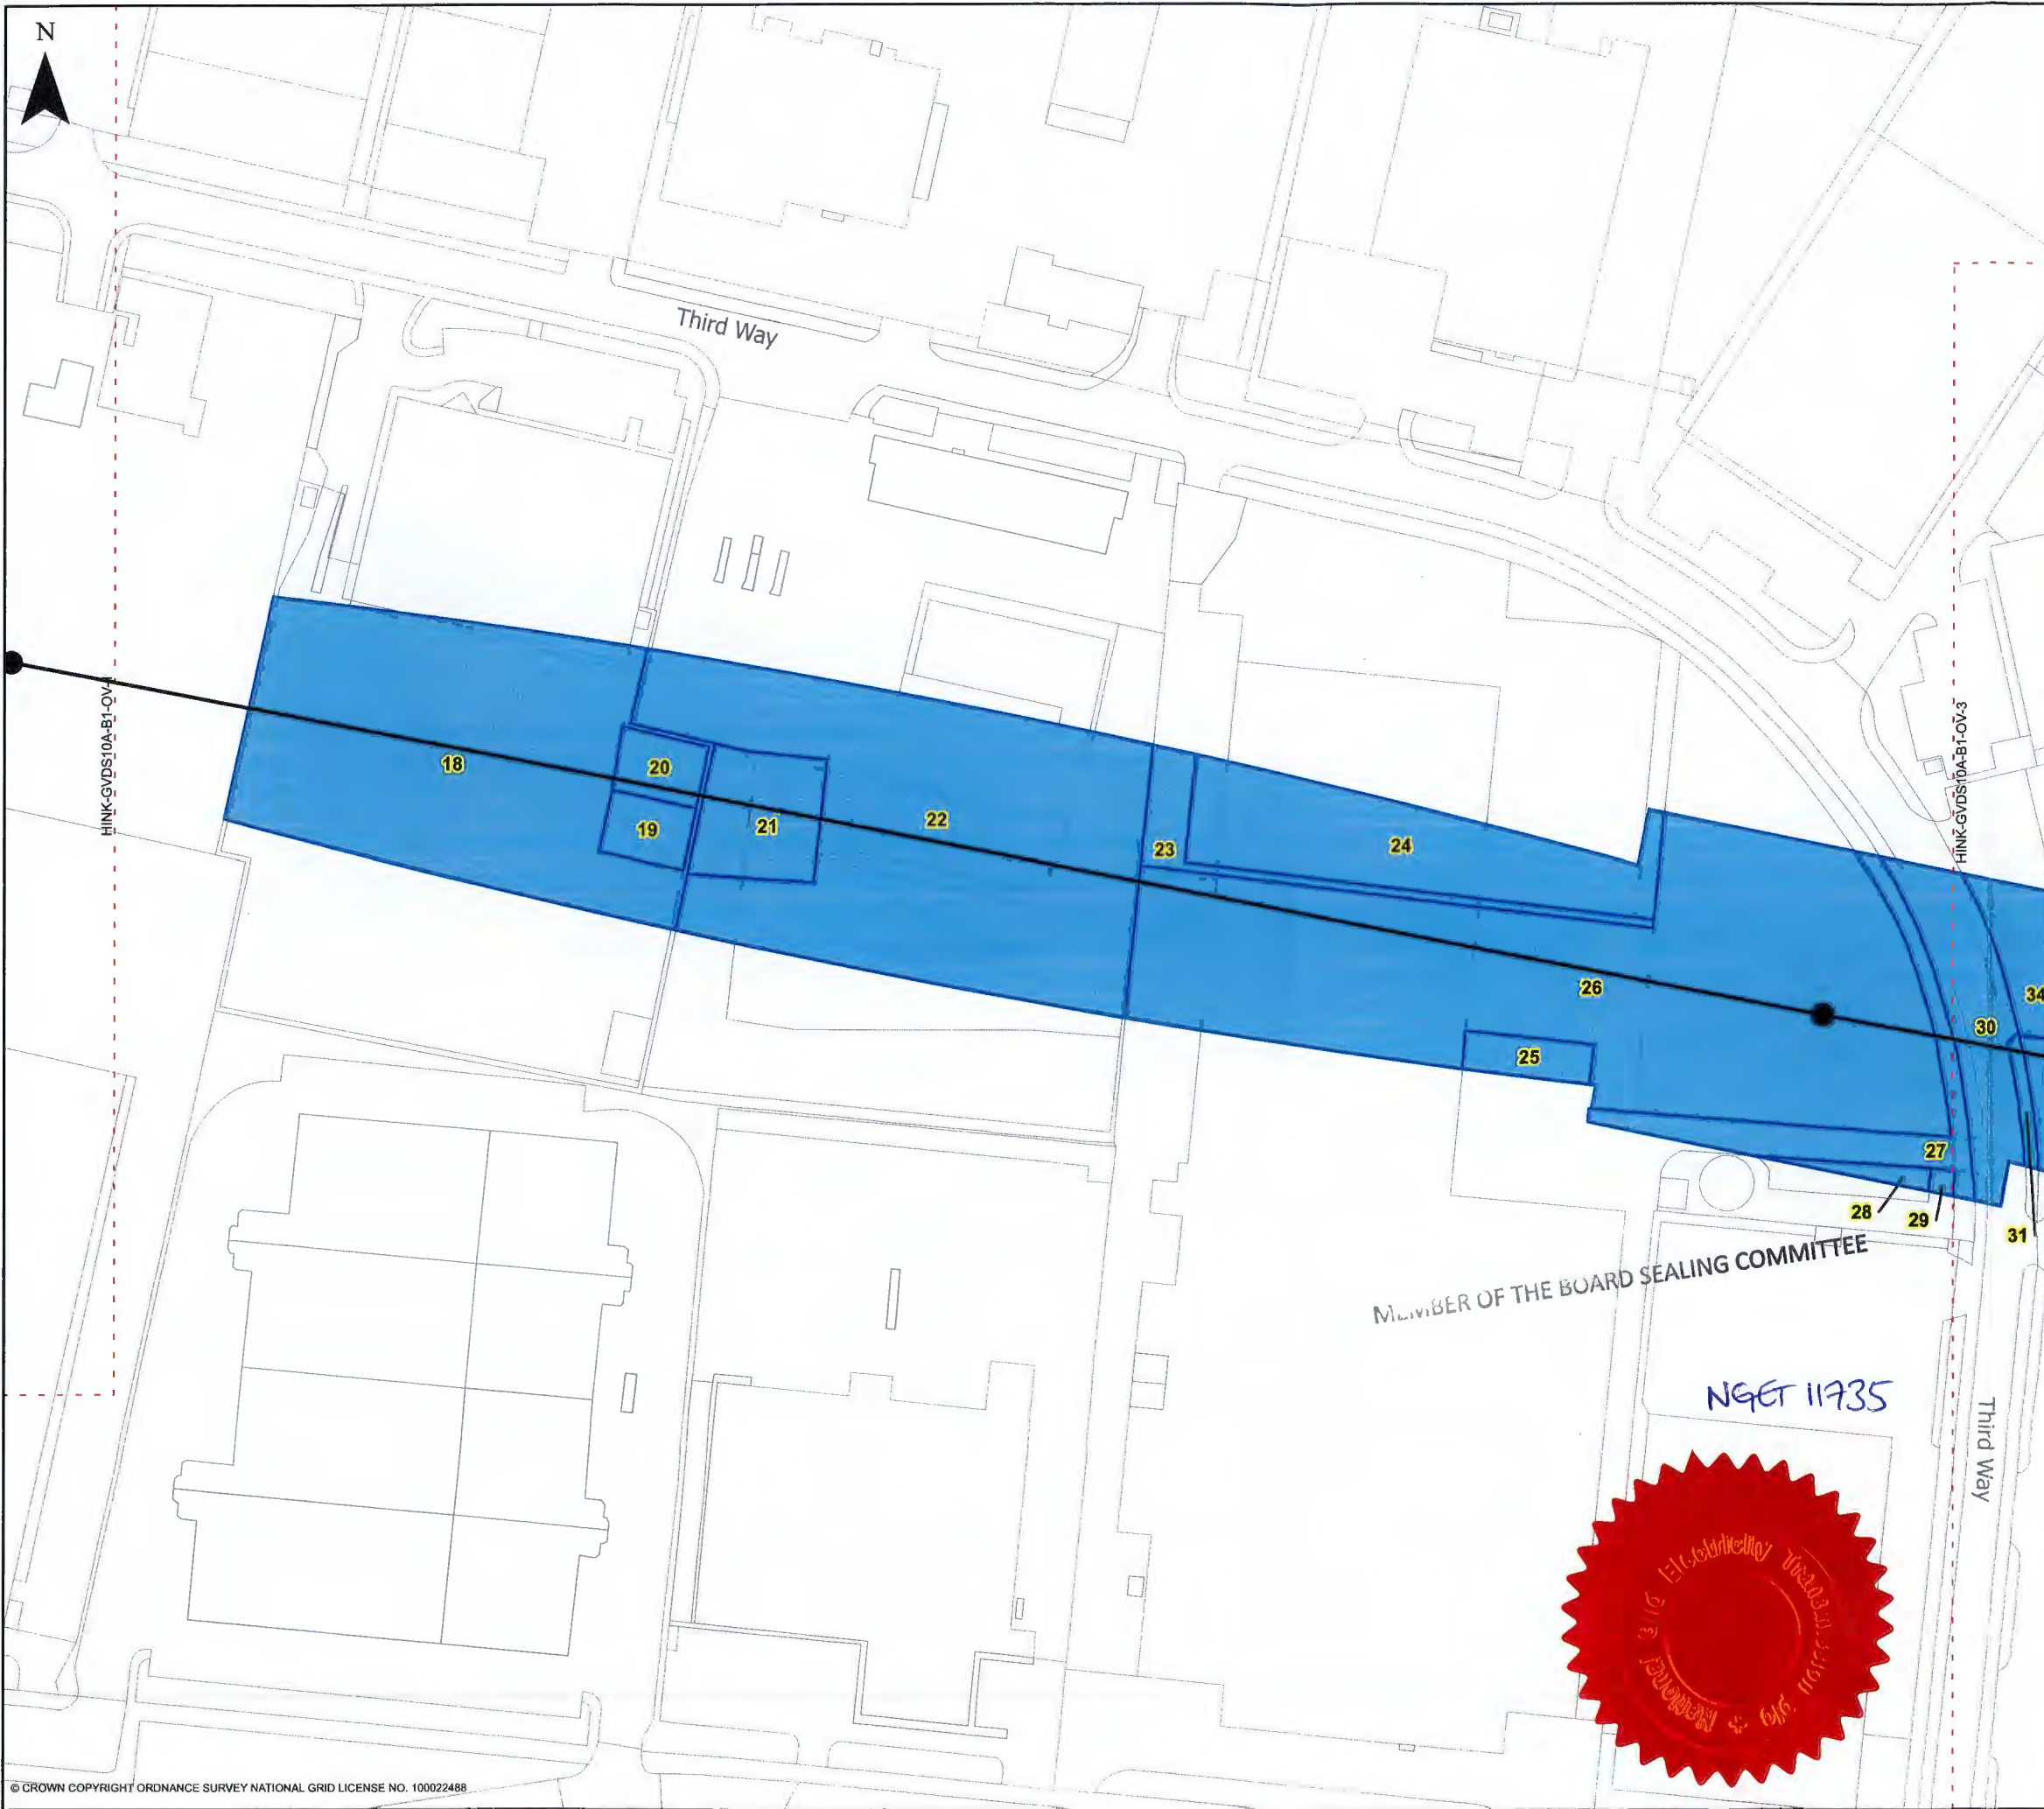 N
Third Way
HINK-GVDS10A-B1-OV-1
HINK-GVDS10A-B1-OV-3
18
20
19
21
22
23
24
26
25
34
30
27
28
29
31
MEMBER OF THE BOARD SEALING COMMITTEE
NGET 11735
Third Way
© CROWN COPYRIGHT ORDNANCE SURVEY NATIONAL GRID LICENSE NO. 100022488